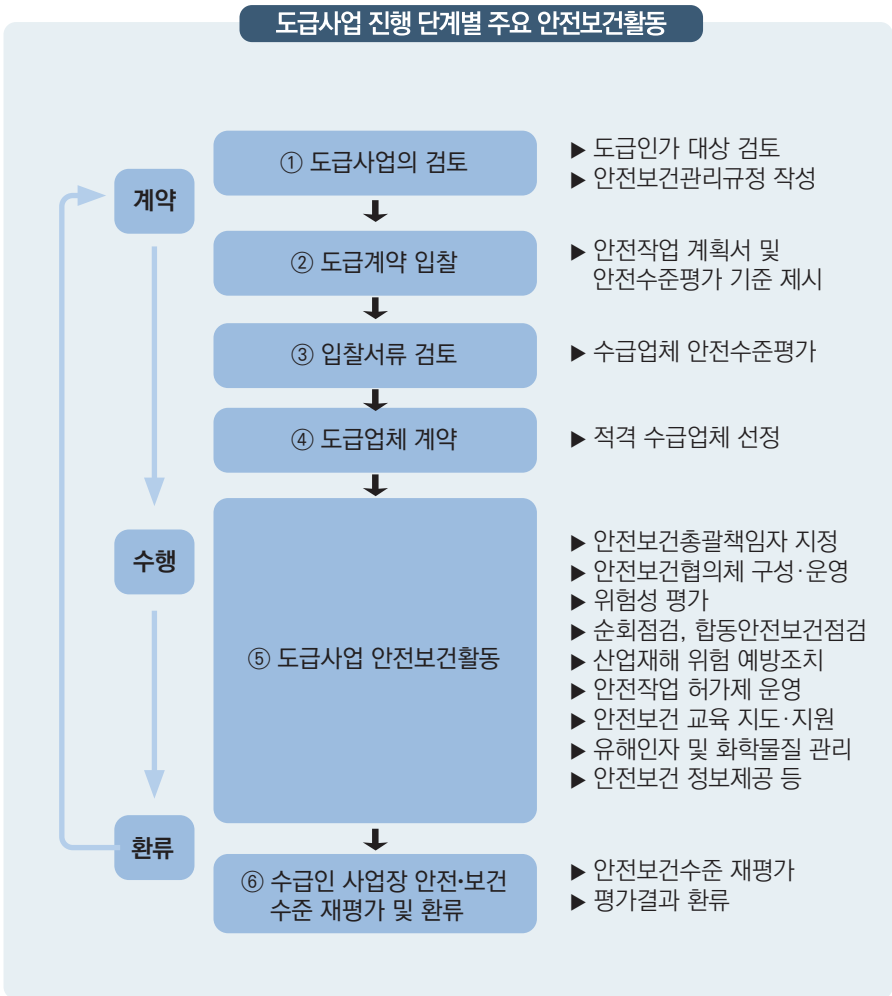 도급사업 진행 단계별 주요 안전보건활동
계약
① 도급사업의 검토
▶ 도급인가 대상 검토
▶ 안전보건관리규정 작성
② 도급계약 입찰
▶ 안전작업 계획서 및
안전수준평가 기준 제시
③ 입찰서류 검토
▶ 수급업체 안전수준평가
④ 도급업체 계약
▶ 적격 수급업체 선정
수행
⑤ 도급사업 안전보건활동
▶ 안전보건총괄책임자 지정
▶ 안전보건협의체 구성·운영
▶ 위험성 평가
▶ 순회점검, 합동안전보건점검
▶ 산업재해 위험 예방조치
▶ 안전작업 허가제 운영
▶ 안전보건 교육 지도·지원
▶ 유해인자 및 화학물질 관리
▶ 안전보건 정보제공 등
환류
⑥ 수급인 사업장 안전·보건
수준 재평가 및 환류
▶ 안전보건수준 재평가
▶ 평가결과 환류